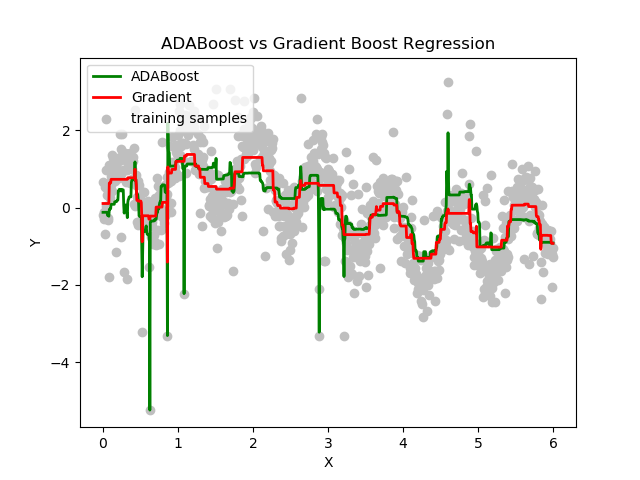 ADABoost vs Gradient Boost Regression
ADABoost
Gradient
training samples
2
0
−2
−4
Y
0 1 2 3 4 5 6
X